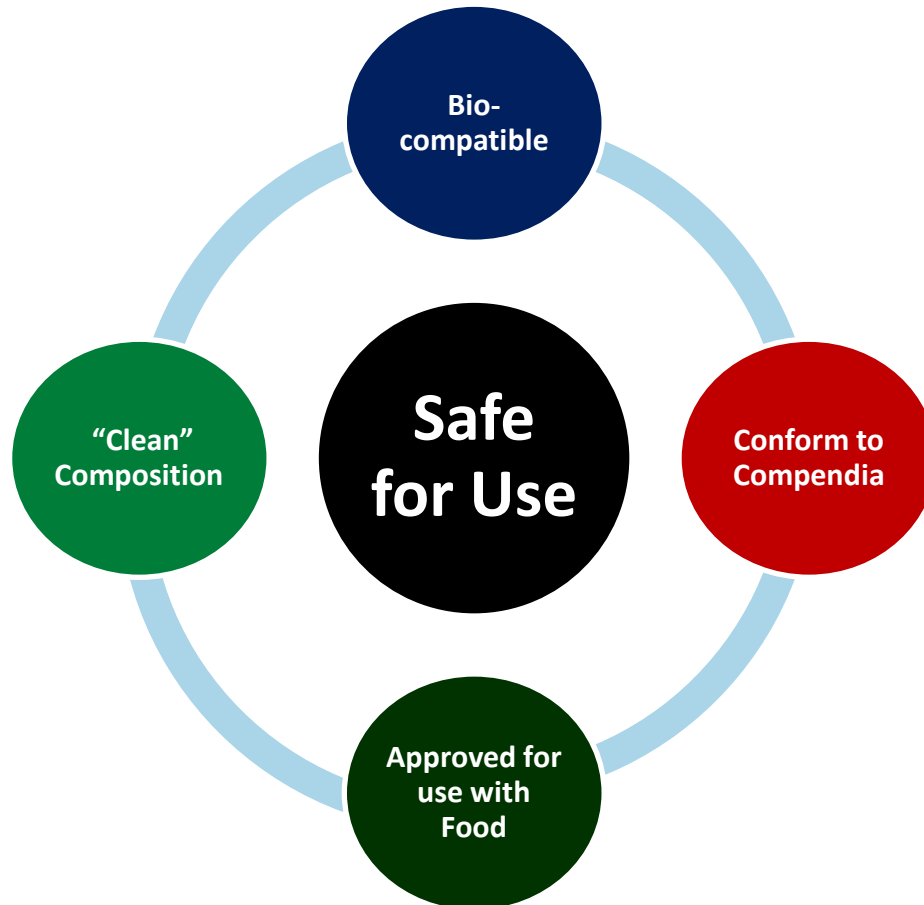 Bio-
compatible
“Clean”
Composition
Safe
for Use
Conform to
Compendia
Approved for
use with
Food